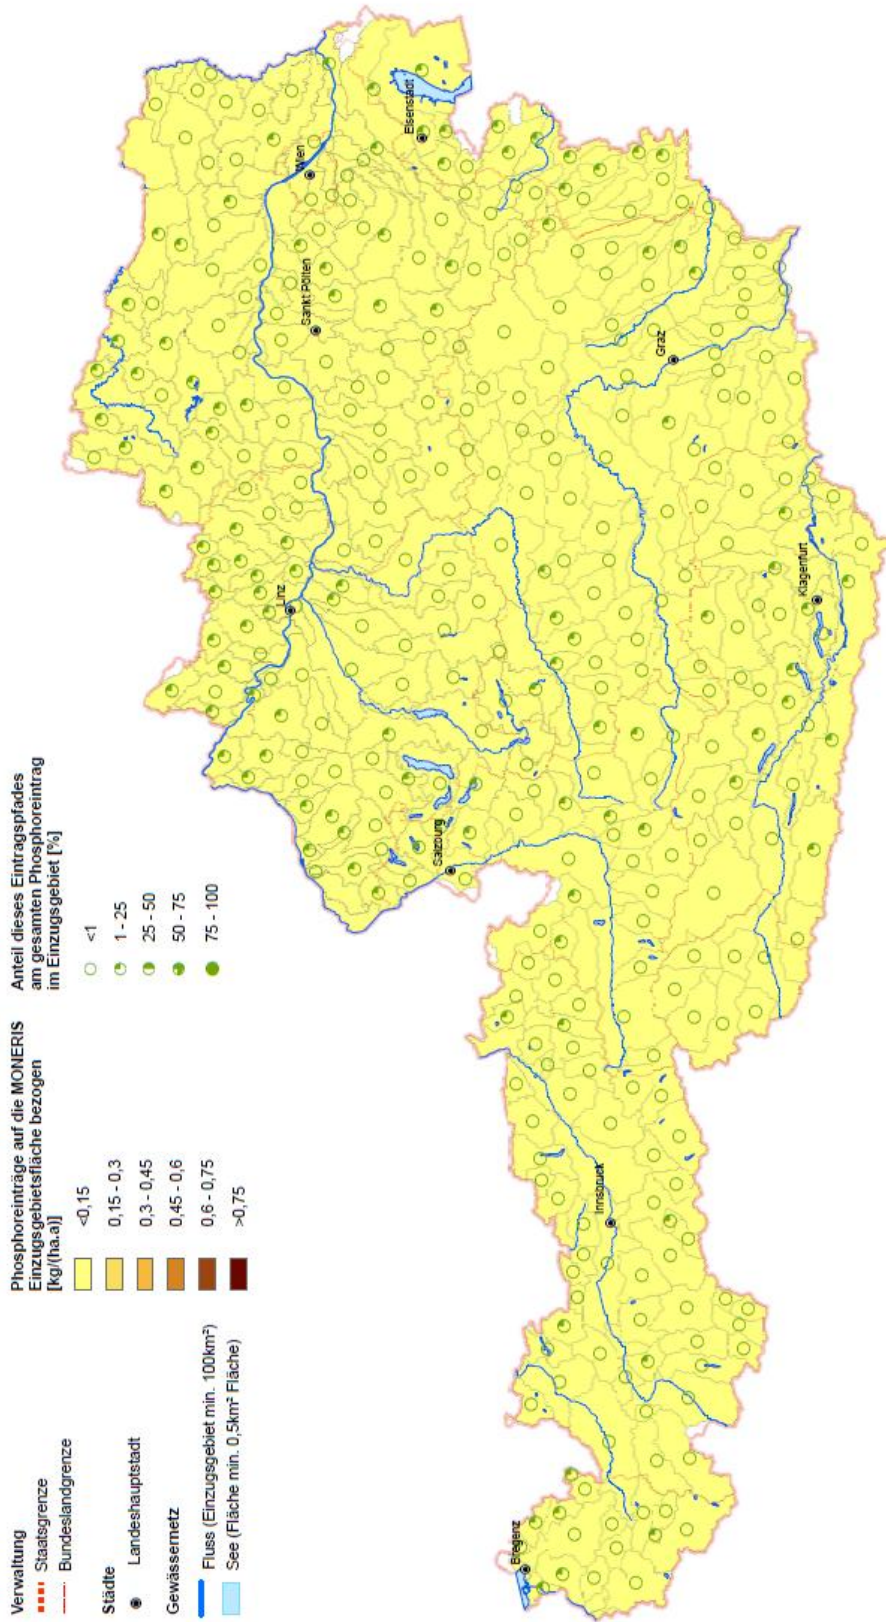 Verwaltung
Staatsgrenze
Bundeslandgrenze
Städte
Landeshauptstadt
Gewässernetz
Fluss (Einzugsgebiet min. 100km²)
See (Fläche min. 0,5km² Fläche)
Phosphoreinträge auf die MONERIS
Einzugsgebietsfläche bezogen
[kg/(ha.a)]
<0,15
0,15 - 0,3
0,3 - 0,45
0,45 - 0,6
0,6 - 0,75
>0,75
Anteil dieses Eintragspfades
am gesamten Phosphoreintrag
im Einzugsgebiet [%]
<1
1 - 25
25 - 50
50 - 75
75 - 100
Bregenz
Innsbruck
Salzburg
Linz
Sankt Pölten
Wien
Eisenstadt
Graz
Klagenfurt